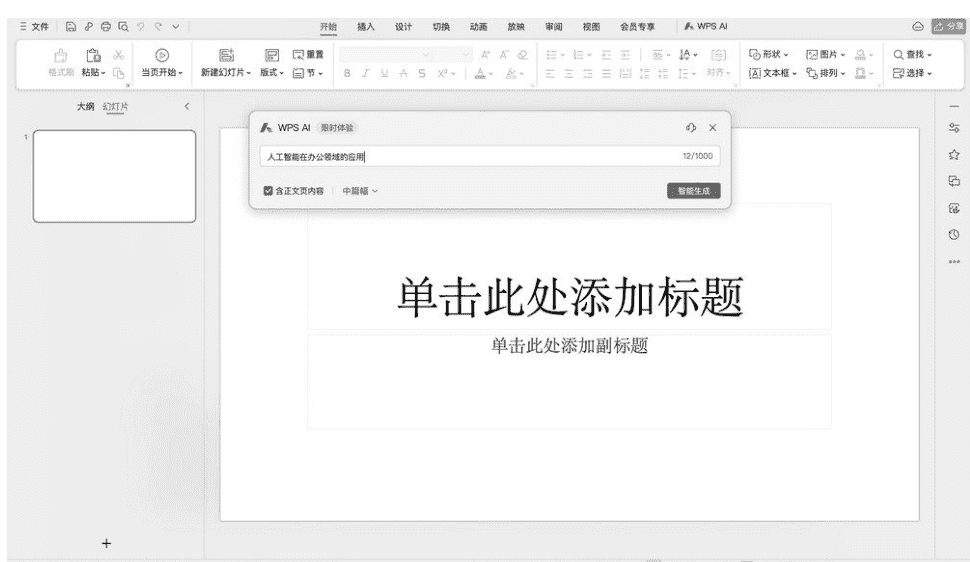 文件 开始 插入 设计 切换 动画 放映 审阅 视图 会员专享 WPS AI 分享
形状 图片 查找
重置
格式刷 粘贴 当页开始 新建幻灯片 版式 节 B I U A S X² A 对齐 文本框 排列 选择
大纲 幻灯片
WPS AI 限时体验
1
人工智能在办公领域的应用 12/1000
含正文页内容 中篇幅 智能生成
单击此处添加标题
单击此处添加副标题